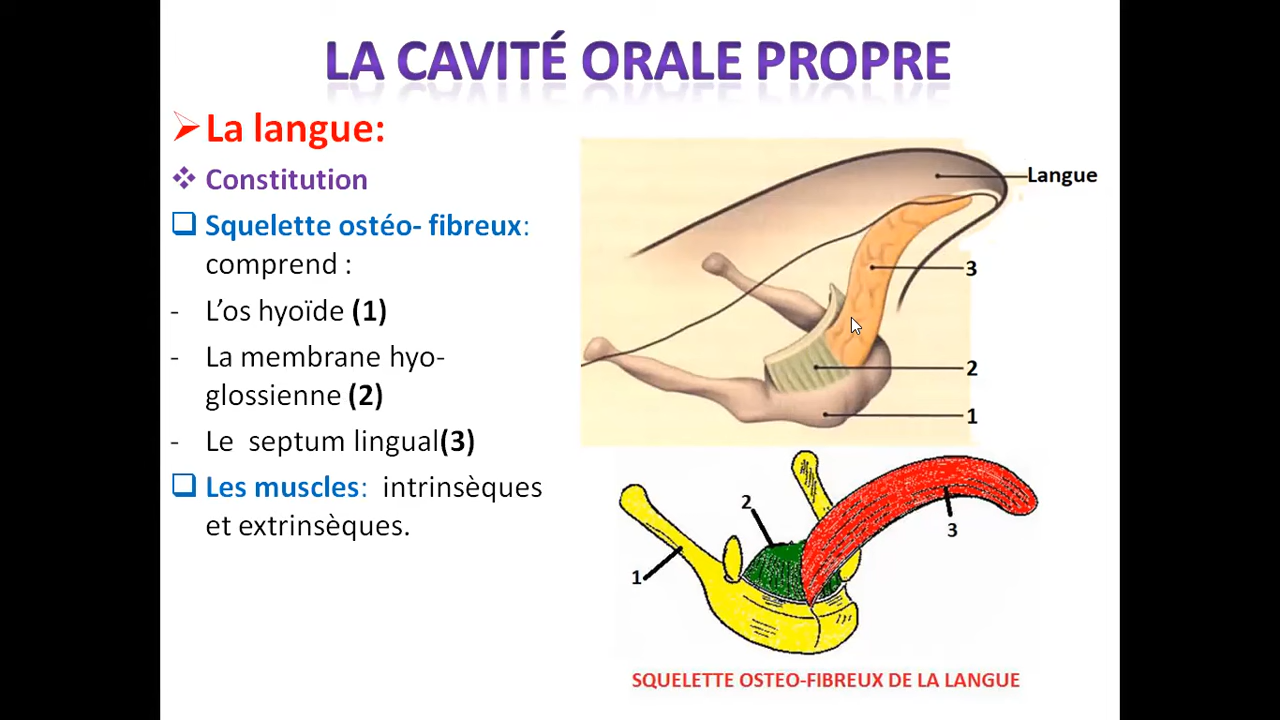 LA CAVITÉ ORALE PROPRE
La langue:
Constitution
Squelette ostéo- fibreux:
comprend :
- L’os hyoïde (1)
- La membrane hyo-
glossienne (2)
- Le septum lingual(3)
Les muscles: intrinsèques
et extrinsèques.
Langue
3
2
1
2
3
1
SQUELETTE OSTEO-FIBREUX DE LA LANGUE